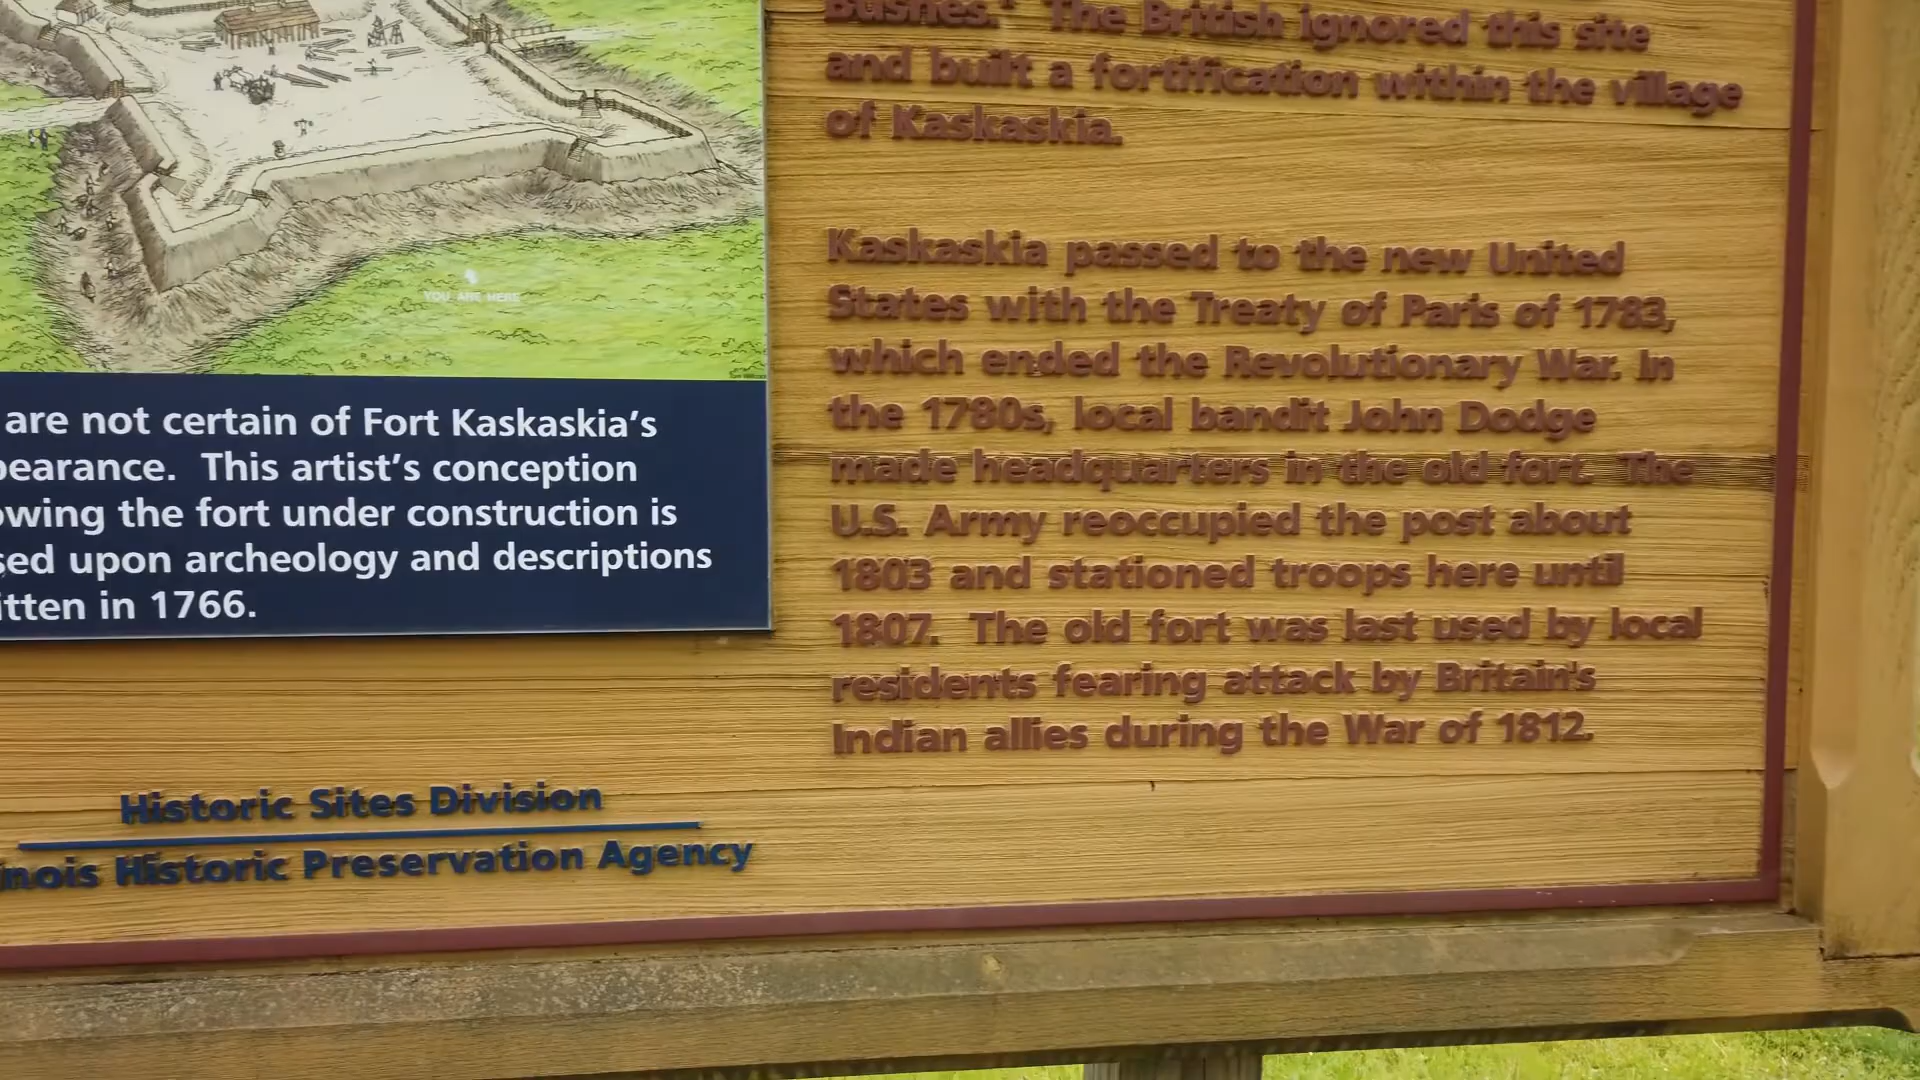 Bushes." The British ignored this site
and built a fortification within the village
of Kaskaskia.
Kaskaskia passed to the new United
States with the Treaty of Paris of 1783,
which ended the Revolutionary War. In
the 1780s, local bandit John Dodge
made headquarters in the old fort. The
U.S. Army reoccupied the post about
1803 and stationed troops here until
1807. The old fort was last used by local
residents fearing attack by Britain's
Indian allies during the War of 1812.
YOU ARE HERE
are not certain of Fort Kaskaskia's
pearance. This artist's conception
owing the fort under construction is
sed upon archeology and descriptions
itten in 1766.
Historic Sites Division
inois Historic Preservation Agency